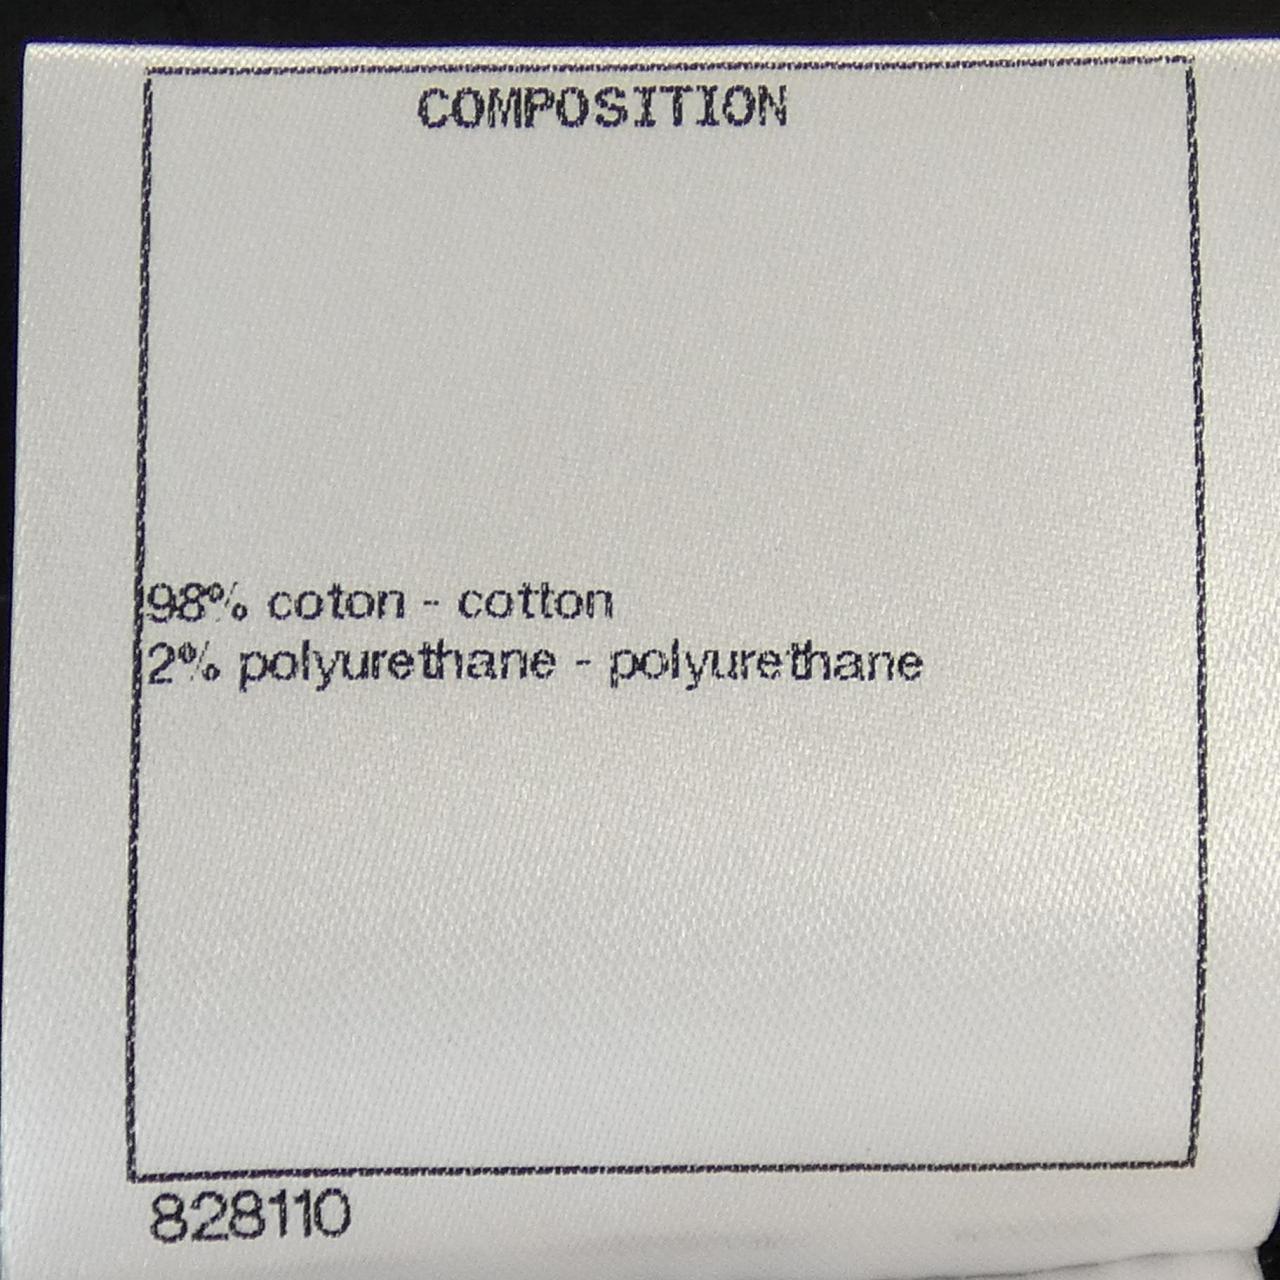 COMPOSITION
98% coton - cotton
2% polyurethane - polyurethane
828110